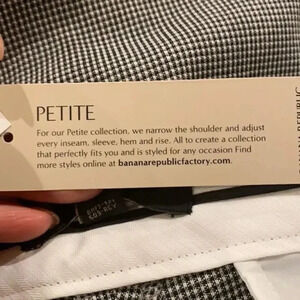 PETITE
For our Petite collection, we narrow the shoulder and adjust
every inseam, sleeve, hem and rise. All to create a collection
that perfectly fits you and is styled for any occasion Find
more styles online at bananarepublicfactory.com.
REPUBLIC